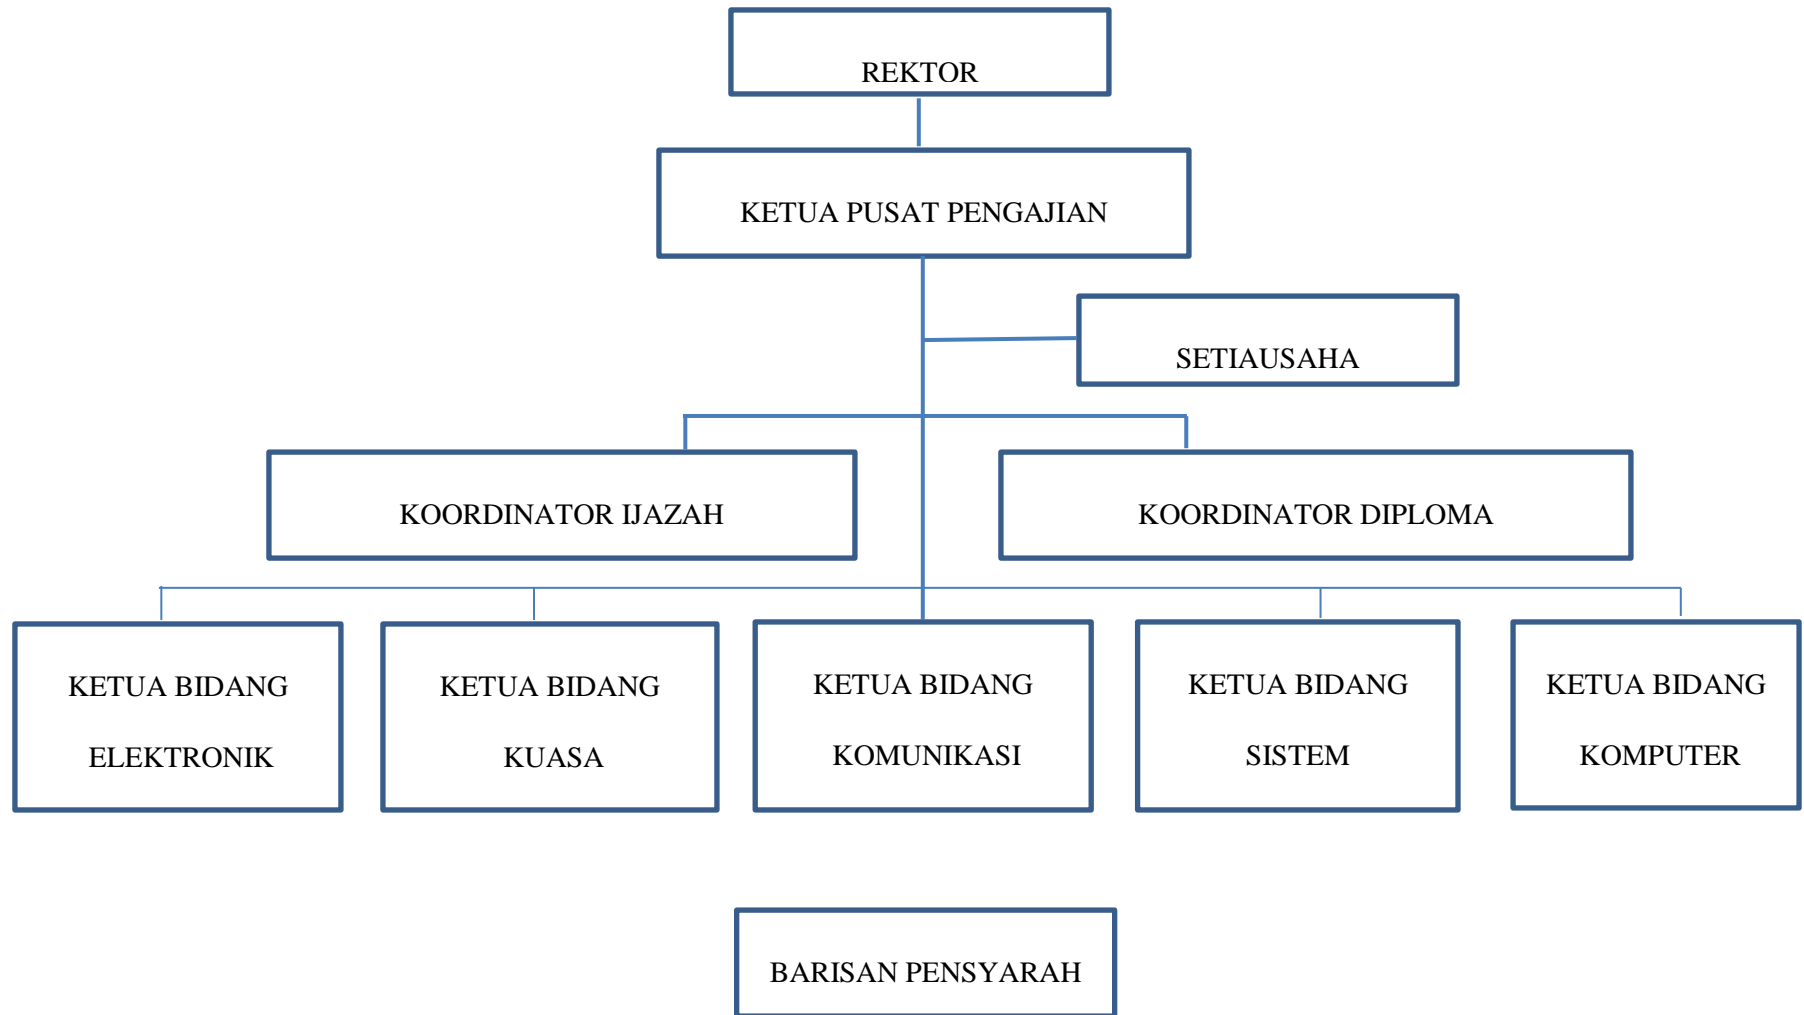 REKTOR
KETUA PUSAT PENGAJIAN
SETIAUSAHA
KOORDINATOR IJAZAH
KOORDINATOR DIPLOMA
KETUA BIDANG
ELEKTRONIK
KETUA BIDANG
KUASA
KETUA BIDANG
KOMUNIKASI
KETUA BIDANG
SISTEM
KETUA BIDANG
KOMPUTER
BARISAN PENSYARAH